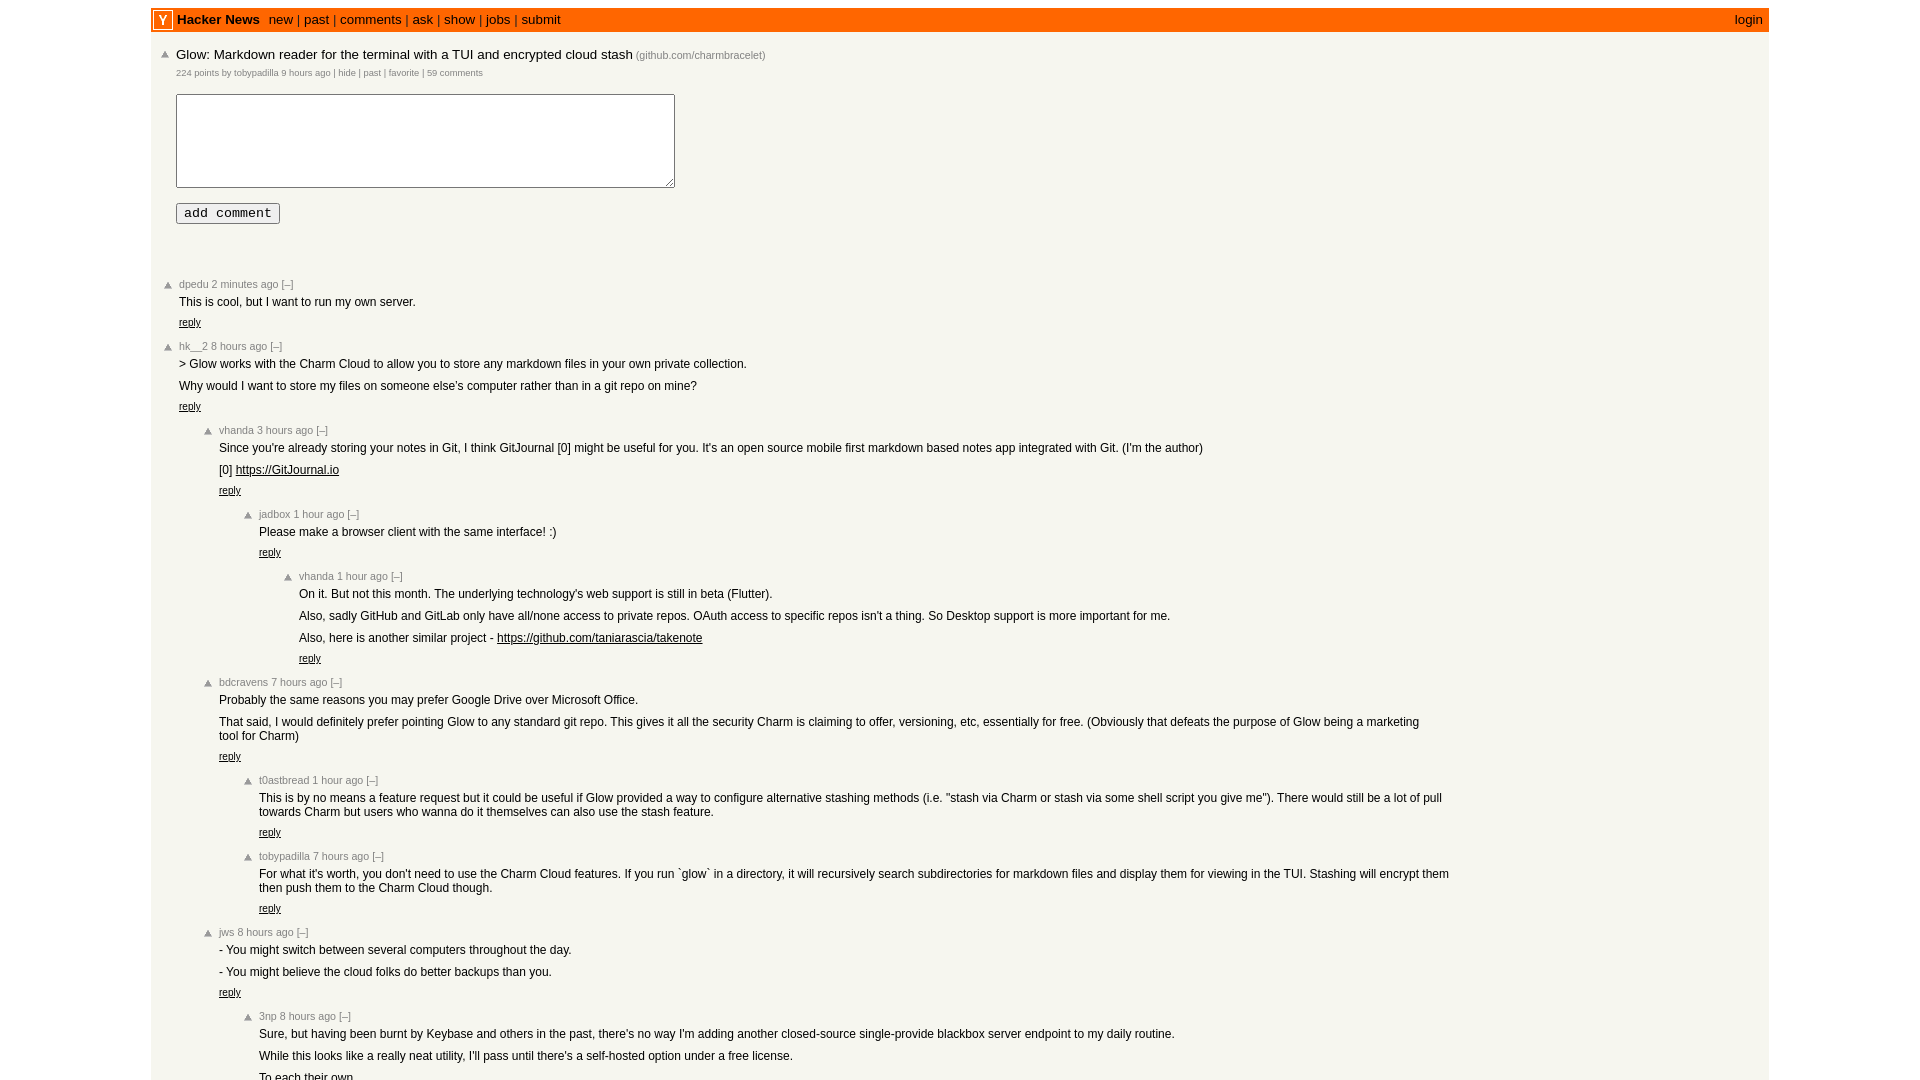 Y Hacker News new | past | comments | ask | show | jobs | submit login
Glow: Markdown reader for the terminal with a TUI and encrypted cloud stash (github.com/charmbracelet)
224 points by tobypadilla 9 hours ago | hide | past | favorite | 59 comments
add comment
dpedu 2 minutes ago [–]
This is cool, but I want to run my own server.
reply
hk__2 8 hours ago [–]
> Glow works with the Charm Cloud to allow you to store any markdown files in your own private collection.
Why would I want to store my files on someone else's computer rather than in a git repo on mine?
reply
vhanda 3 hours ago [–]
Since you're already storing your notes in Git, I think GitJournal [0] might be useful for you. It's an open source mobile first markdown based notes app integrated with Git. (I'm the author)
[0] https://GitJournal.io
reply
jadbox 1 hour ago [–]
Please make a browser client with the same interface! :)
reply
vhanda 1 hour ago [–]
On it. But not this month. The underlying technology's web support is still in beta (Flutter).
Also, sadly GitHub and GitLab only have all/none access to private repos. OAuth access to specific repos isn't a thing. So Desktop support is more important for me.
Also, here is another similar project - https://github.com/taniarascia/takenote
reply
bdcravens 7 hours ago [–]
Probably the same reasons you may prefer Google Drive over Microsoft Office.
That said, I would definitely prefer pointing Glow to any standard git repo. This gives it all the security Charm is claiming to offer, versioning, etc, essentially for free. (Obviously that defeats the purpose of Glow being a marketing
tool for Charm)
reply
t0astbread 1 hour ago [–]
This is by no means a feature request but it could be useful if Glow provided a way to configure alternative stashing methods (i.e. "stash via Charm or stash via some shell script you give me"). There would still be a lot of pull
towards Charm but users who wanna do it themselves can also use the stash feature.
reply
tobypadilla 7 hours ago [–]
For what it's worth, you don't need to use the Charm Cloud features. If you run `glow` in a directory, it will recursively search subdirectories for markdown files and display them for viewing in the TUI. Stashing will encrypt them
then push them to the Charm Cloud though.
reply
jws 8 hours ago [–]
- You might switch between several computers throughout the day.
- You might believe the cloud folks do better backups than you.
reply
3np 8 hours ago [–]
Sure, but having been burnt by Keybase and others in the past, there's no way I'm adding another closed-source single-provide blackbox server endpoint to my daily routine.
While this looks like a really neat utility, I'll pass until there's a self-hosted option under a free license.
To each their own.